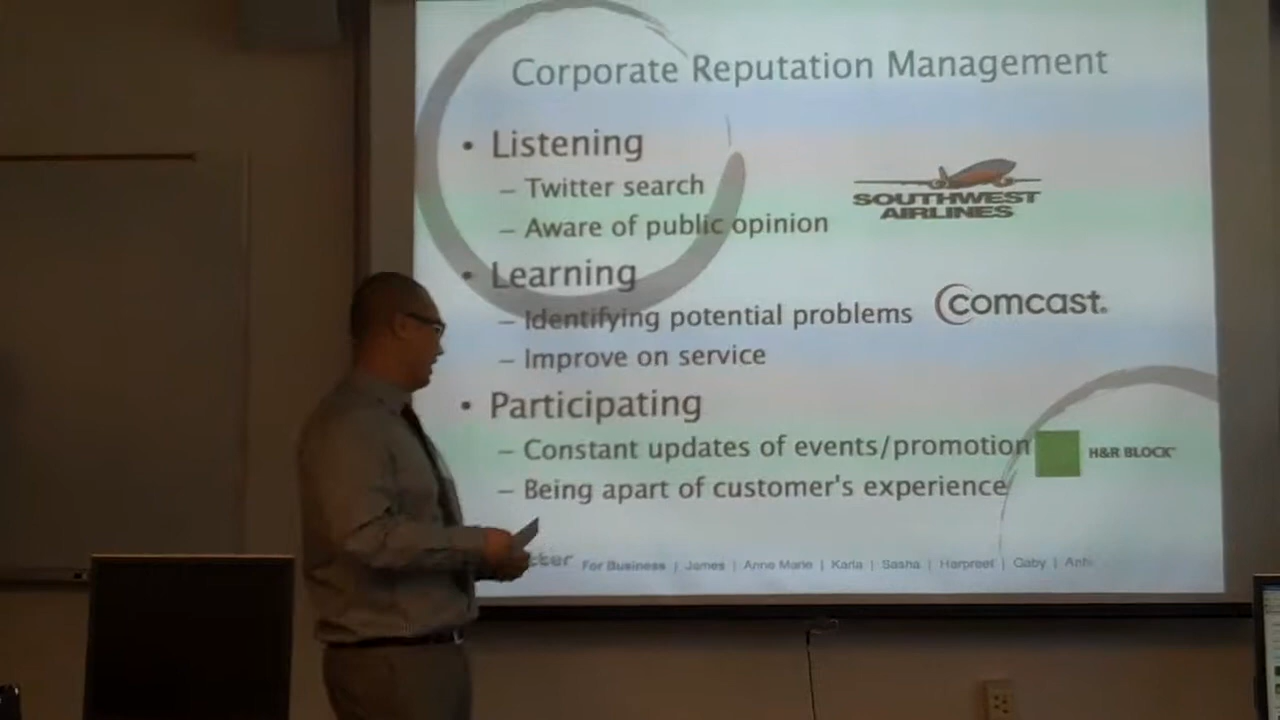 Corporate Reputation Management
• Listening
– Twitter search
– Aware of public opinion
SOUTHWEST
AIRLINES
• Learning
– Identifying potential problems
comcast.
– Improve on service
• Participating
– Constant updates of events/promotion
H&R BLOCK
– Being apart of customer's experience
For Business | James | Anne Marie | Karla | Sasha | Harpreet | Gaby |